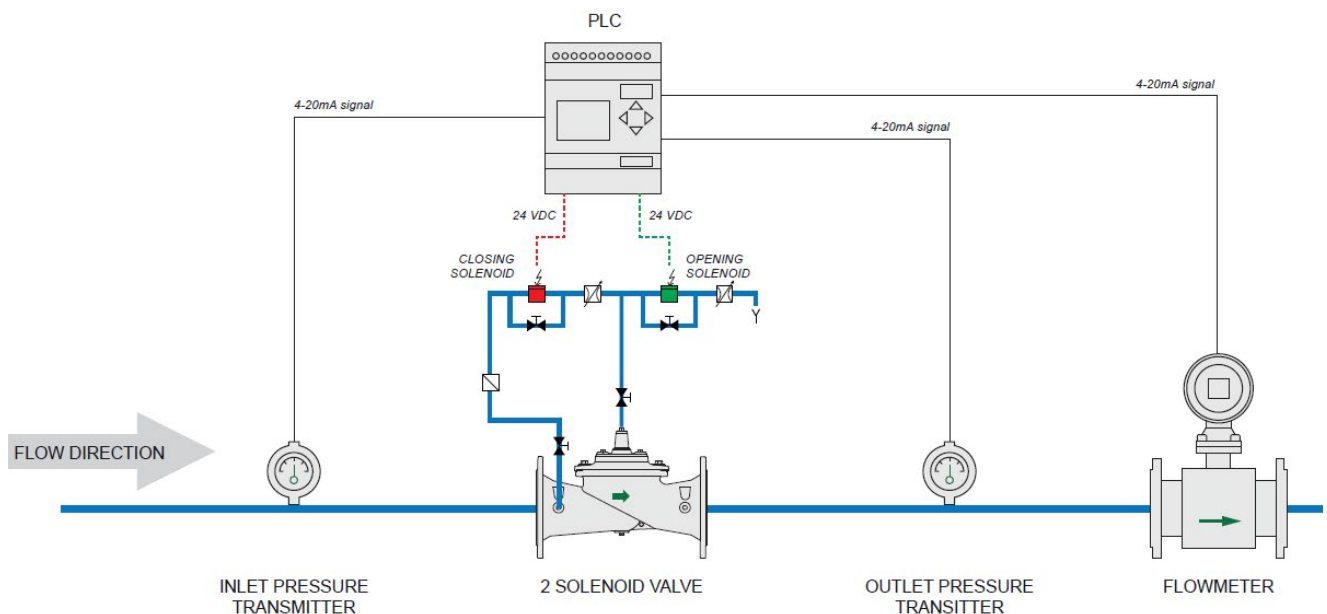 PLC
4-20mA signal
4-20mA signal
4-20mA signal
24 VDC
24 VDC
CLOSING
SOLENOID
OPENING
SOLENOID
Y
FLOW DIRECTION
INLET PRESSURE
TRANSMITTER
2 SOLENOID VALVE
OUTLET PRESSURE
TRANSITTER
FLOWMETER